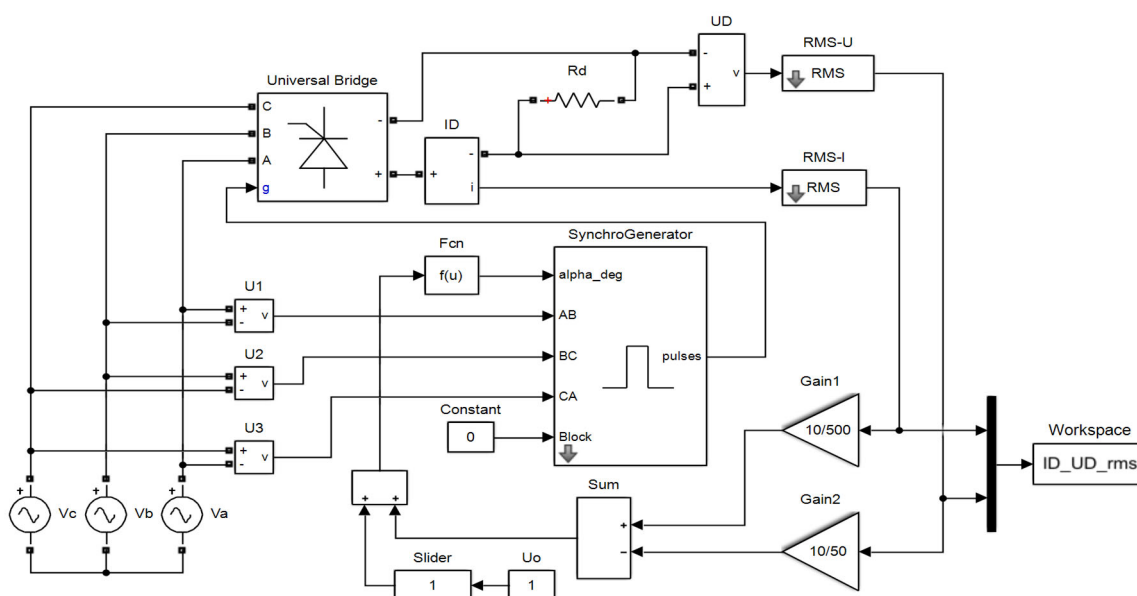 UD
RMS-U
-
+
v
RMS
Universal Bridge
Rd
C
B
A
g
-
+
+
ID
-
+
i
RMS-I
RMS
SynchroGenerator
Fcn
f(u)
alpha_deg
AB
BC
CA
Block
pulses
U1
+
-
v
U2
+
-
v
U3
+
-
v
Constant
0
Gain1
10/500
Workspace
ID_UD_rms
+
Vc
+
Vb
+
Va
+
+
Sum
+
−
Gain2
10/50
Slider
1
Uo
1